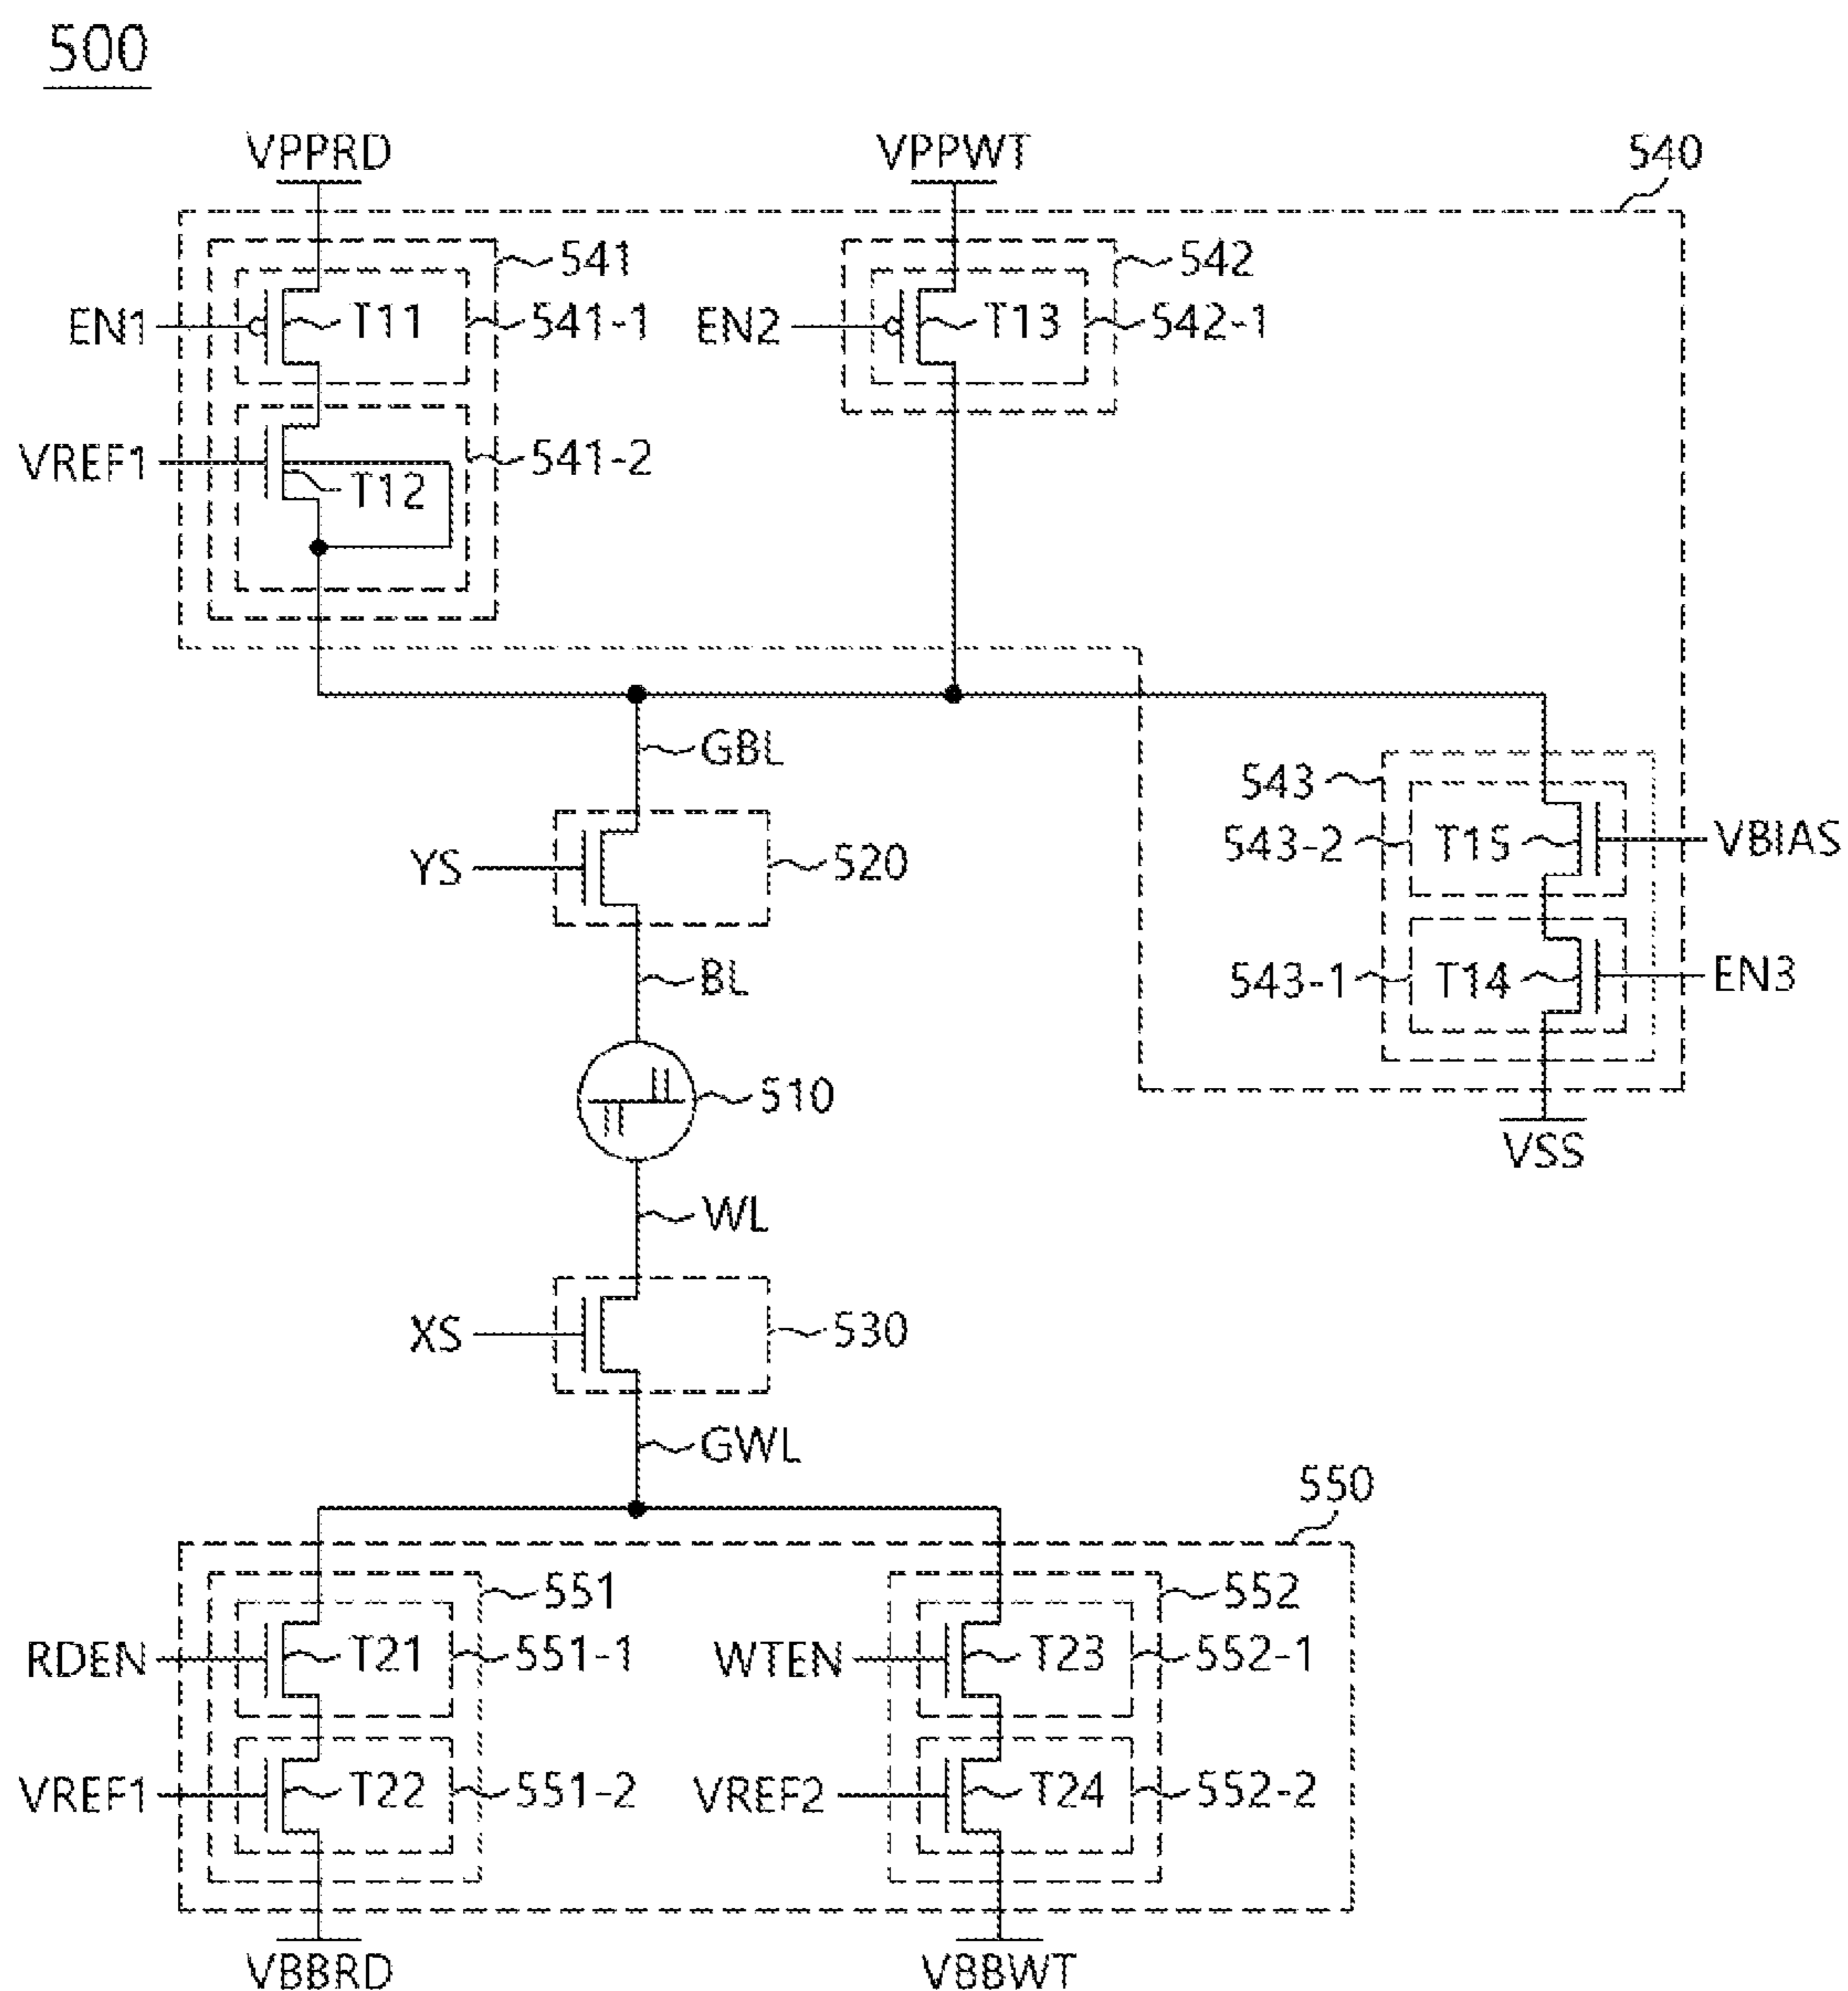 500
VPPRD VPPWT 540
541 542
EN1 T11 541-1 EN2 T13 542-1
VREF1 T12 541-2
GBL
543
YS 520 543-2 T15 VBIAS
BL 543-1 T14 EN3
510
VSS
WL
XS 530
GWL
550
551 552
RDEN T21 551-1 WTEN T23 552-1
VREF1 T22 551-2 VREF2 T24 552-2
VBBRD VBBWT